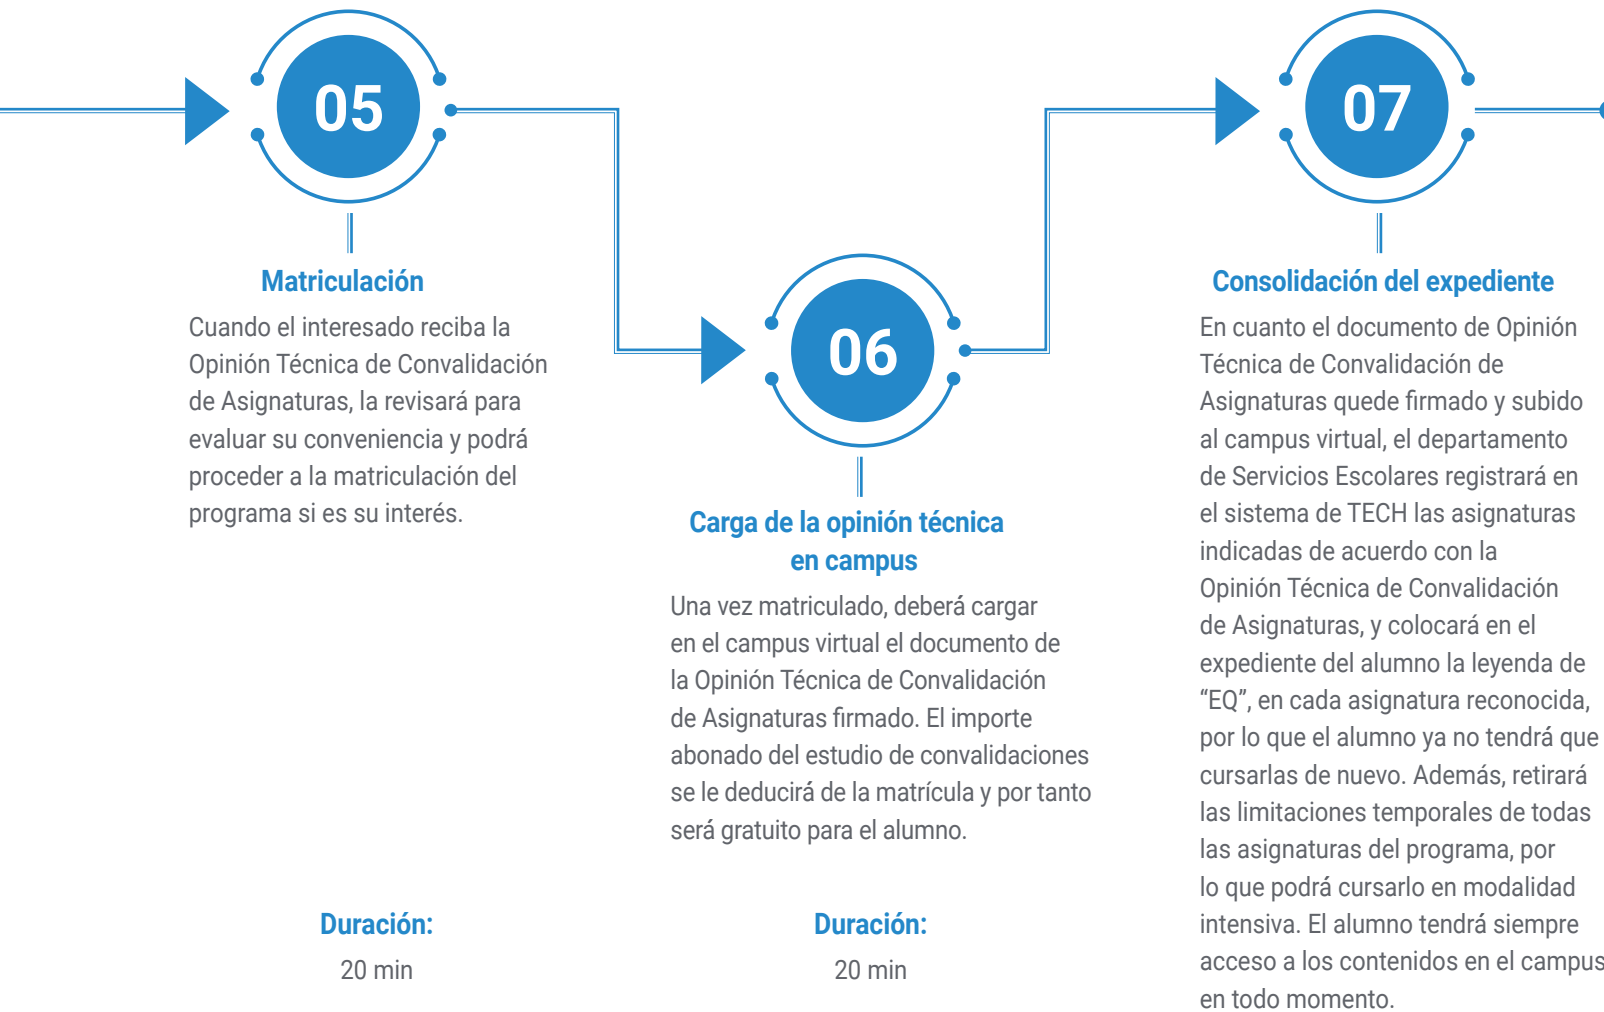 05
Matriculación
Cuando el interesado reciba la
Opinión Técnica de Convalidación
de Asignaturas, la revisará para
evaluar su conveniencia y podrá
proceder a la matriculación del
programa si es su interés.
Duración:
20 min
06
Carga de la opinión técnica
en campus
Una vez matriculado, deberá cargar
en el campus virtual el documento de
la Opinión Técnica de Convalidación
de Asignaturas firmado. El importe
abonado del estudio de convalidaciones
se le deducirá de la matrícula y por tanto
será gratuito para el alumno.
Duración:
20 min
07
Consolidación del expediente
En cuanto el documento de Opinión
Técnica de Convalidación de
Asignaturas quede firmado y subido
al campus virtual, el departamento
de Servicios Escolares registrará en
el sistema de TECH las asignaturas
indicadas de acuerdo con la
Opinión Técnica de Convalidación
de Asignaturas, y colocará en el
expediente del alumno la leyenda de
“EQ”, en cada asignatura reconocida,
por lo que el alumno ya no tendrá que
cursarlas de nuevo. Además, retirará
las limitaciones temporales de todas
las asignaturas del programa, por
lo que podrá cursarlo en modalidad
intensiva. El alumno tendrá siempre
acceso a los contenidos en el campus
en todo momento.